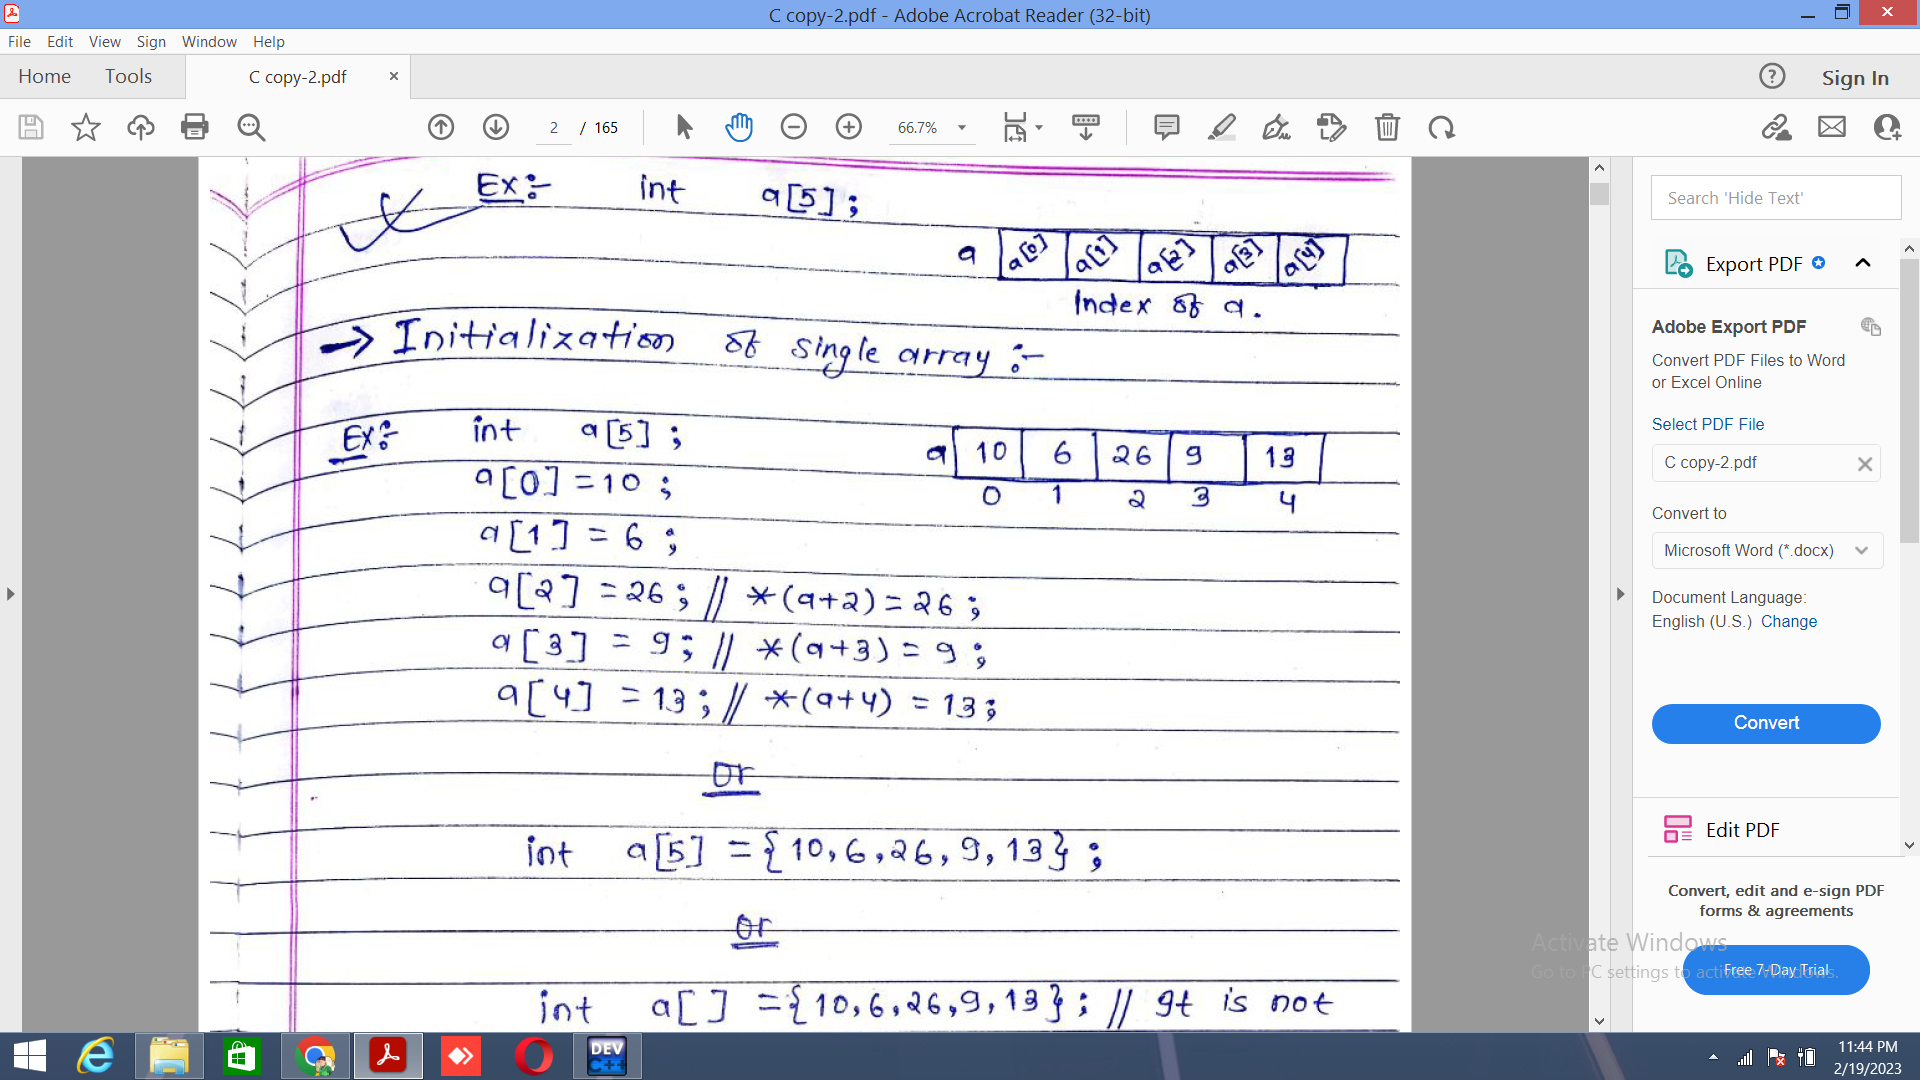 C copy-2.pdf - Adobe Acrobat Reader (32-bit)
File Edit View Sign Window Help
Home Tools C copy-2.pdf × Sign In
2 / 165 66.7%
Ex:- int a[5];
a a[0] a[1] a[2] a[3] a[4]
Index of a.
→ Initialization of single array :-
Ex:- int a[5];
a 10 6 26 9 13
0 1 2 3 4
a[0] = 10;
a[1] = 6;
a[2] = 26; // *(a+2) = 26;
a[3] = 9; // *(a+3) = 9;
a[4] = 13; // *(a+4) = 13;
or
int a[5] = {10, 6, 26, 9, 13};
or
int a[ ] = {10, 6, 26, 9, 13}; // It is not
Search 'Hide Text'
Export PDF
Adobe Export PDF
Convert PDF Files to Word
or Excel Online
Select PDF File
C copy-2.pdf
Convert to
Microsoft Word (*.docx)
Document Language:
English (U.S.) Change
Convert
Edit PDF
Convert, edit and e-sign PDF
forms & agreements
Free 7-Day Trial
Activate Windows
Go to PC settings to activate Windows.
DEV
C++
11:44 PM
2/19/2023